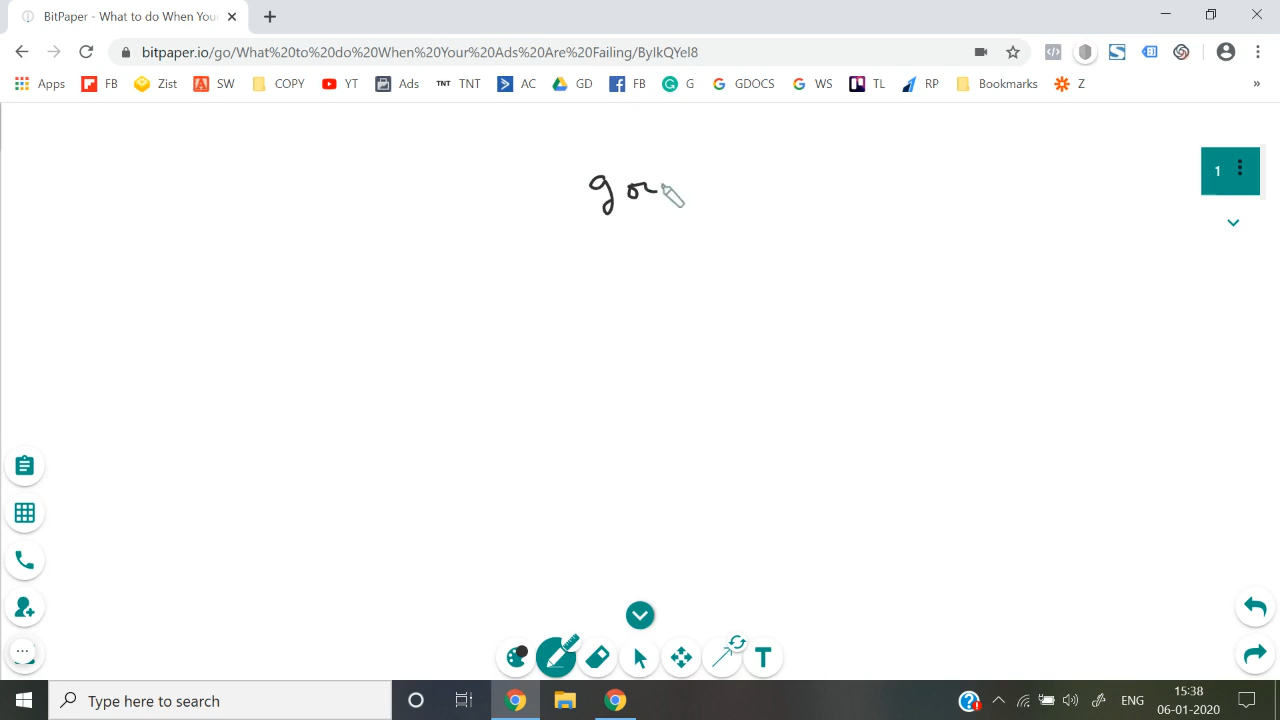 BitPaper - What to do When Your
bitpaper.io/go/What%20to%20do%20When%20Your%20Ads%20Are%20Failing/BylkQYel8
Apps FB Zist SW COPY YT Ads TNT TNT AC GD FB G GDOCS WS TL RP Bookmarks Z »
go
1
T
Type here to search
ENG
15:38
06-01-2020